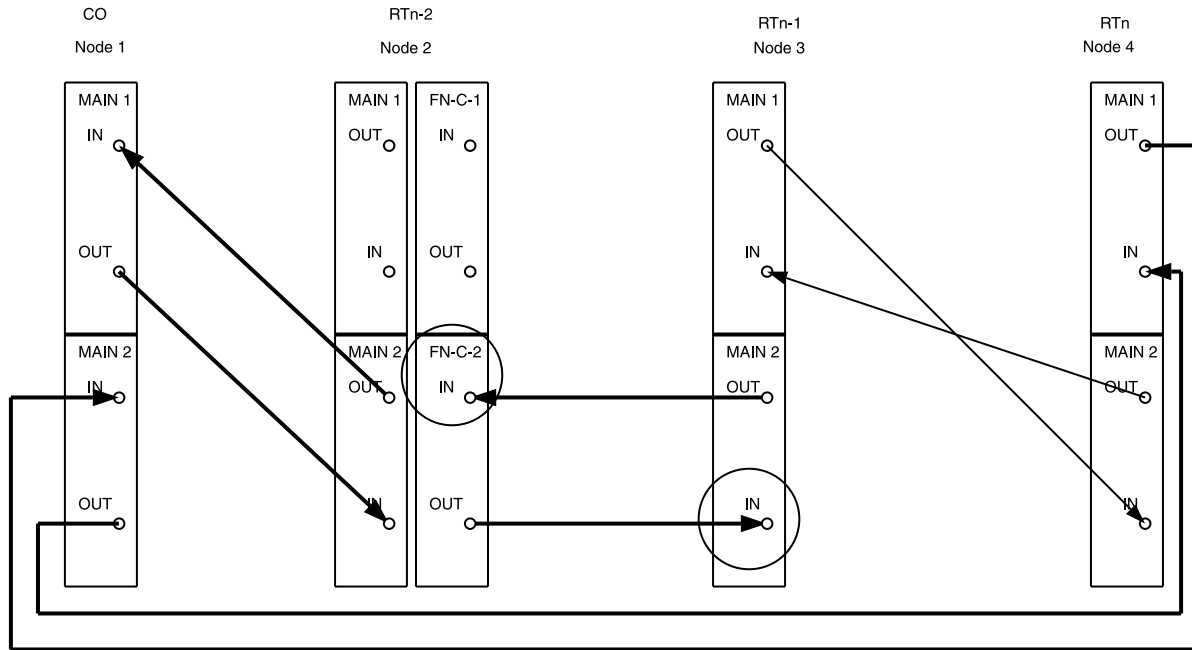 CO
Node 1
RTn-2
Node 2
RTn-1
Node 3
RTn
Node 4
MAIN 1
IN
OUT
MAIN 2
IN
OUT
MAIN 1
OUT
IN
MAIN 2
OUT
IN
FN-C-1
IN
OUT
FN-C-2
IN
OUT
MAIN 1
OUT
IN
MAIN 2
OUT
IN
MAIN 1
OUT
IN
MAIN 2
OUT
IN